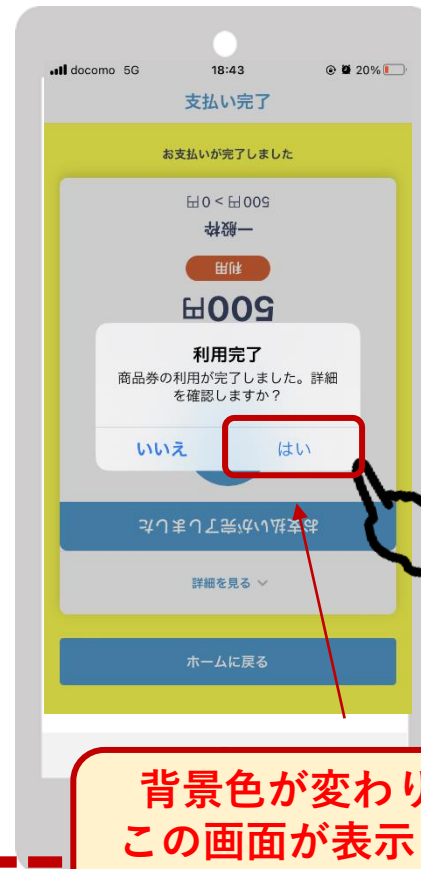 docomo 5G 18:43 20%
支払い完了
お支払いが完了しました
500円 > 0円
一般枠
利用
500円
利用完了
商品券の利用が完了しました。詳細
を確認しますか？
いいえ はい
お支払いが完了しました
詳細を見る
ホームに戻る
背景色が変わり
この画面が表示